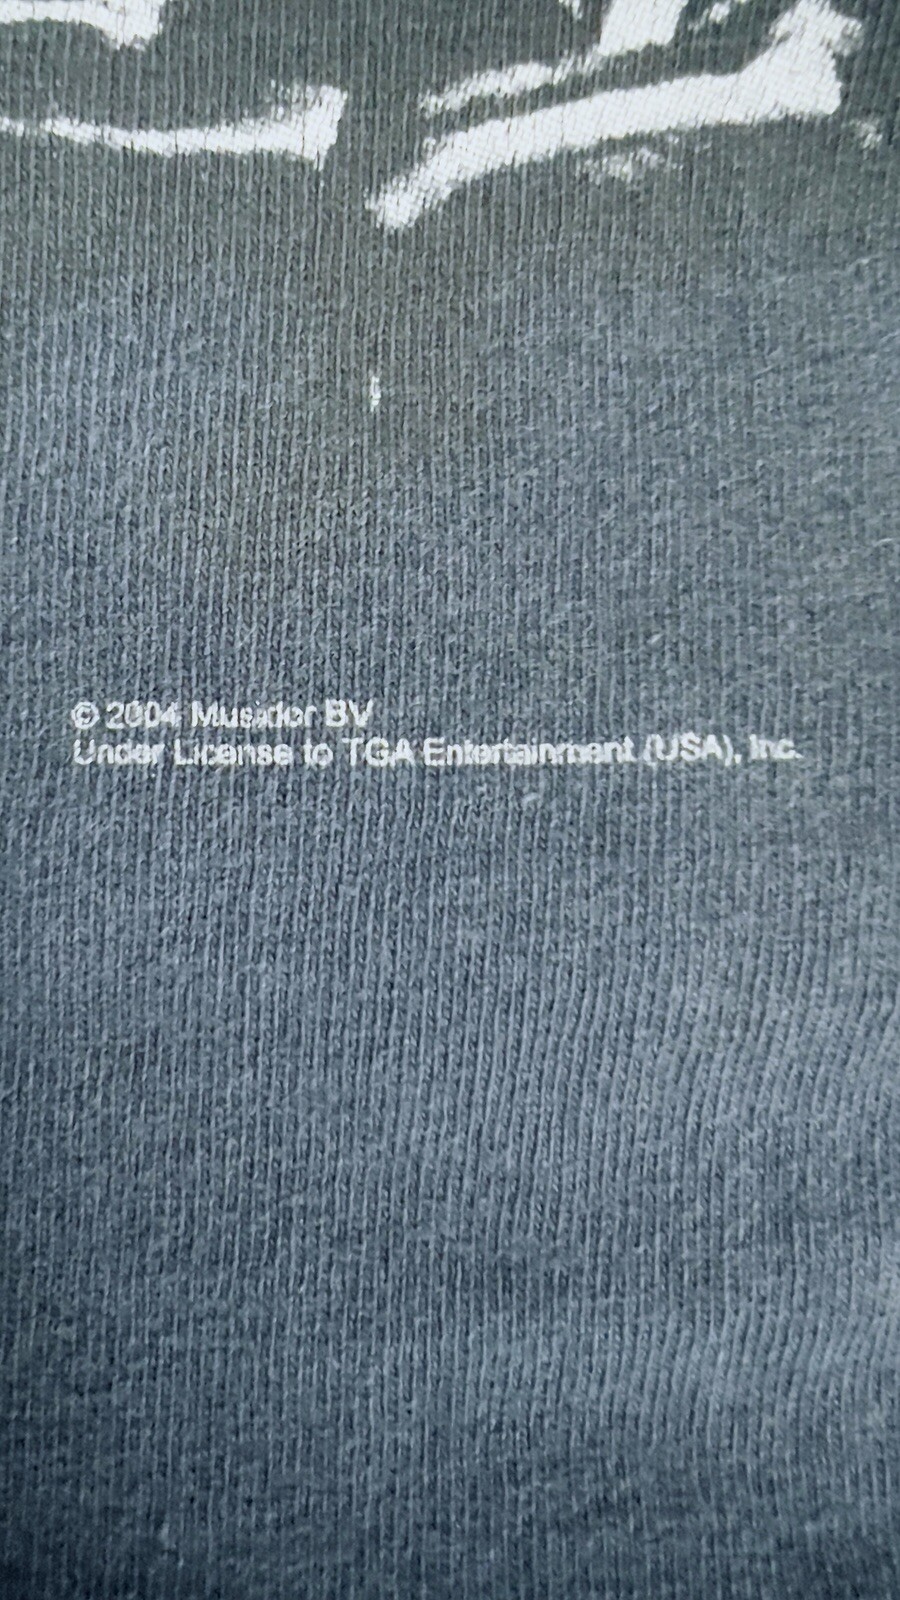 © 2004 Musidor BV
Under License to TGA Entertainment (USA), Inc.